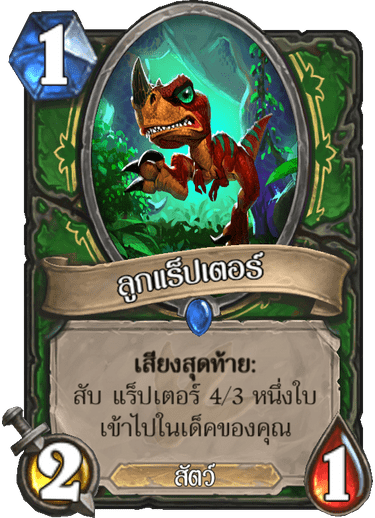 1
ลูกแร็ปเตอร์
เสียงสุดท้าย:
สับ แร็ปเตอร์ 4/3 หนึ่งใบ
เข้าไปในเด็คของคุณ
2
สัตว์
1